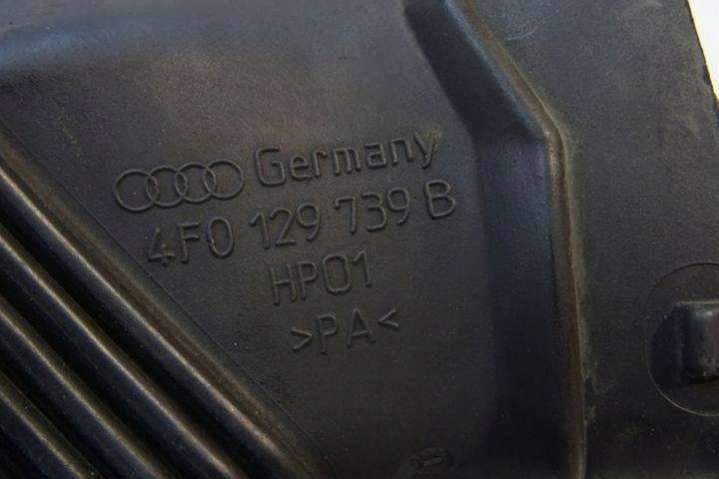 Germany
4F0 129 739 B
HP01
>PA<